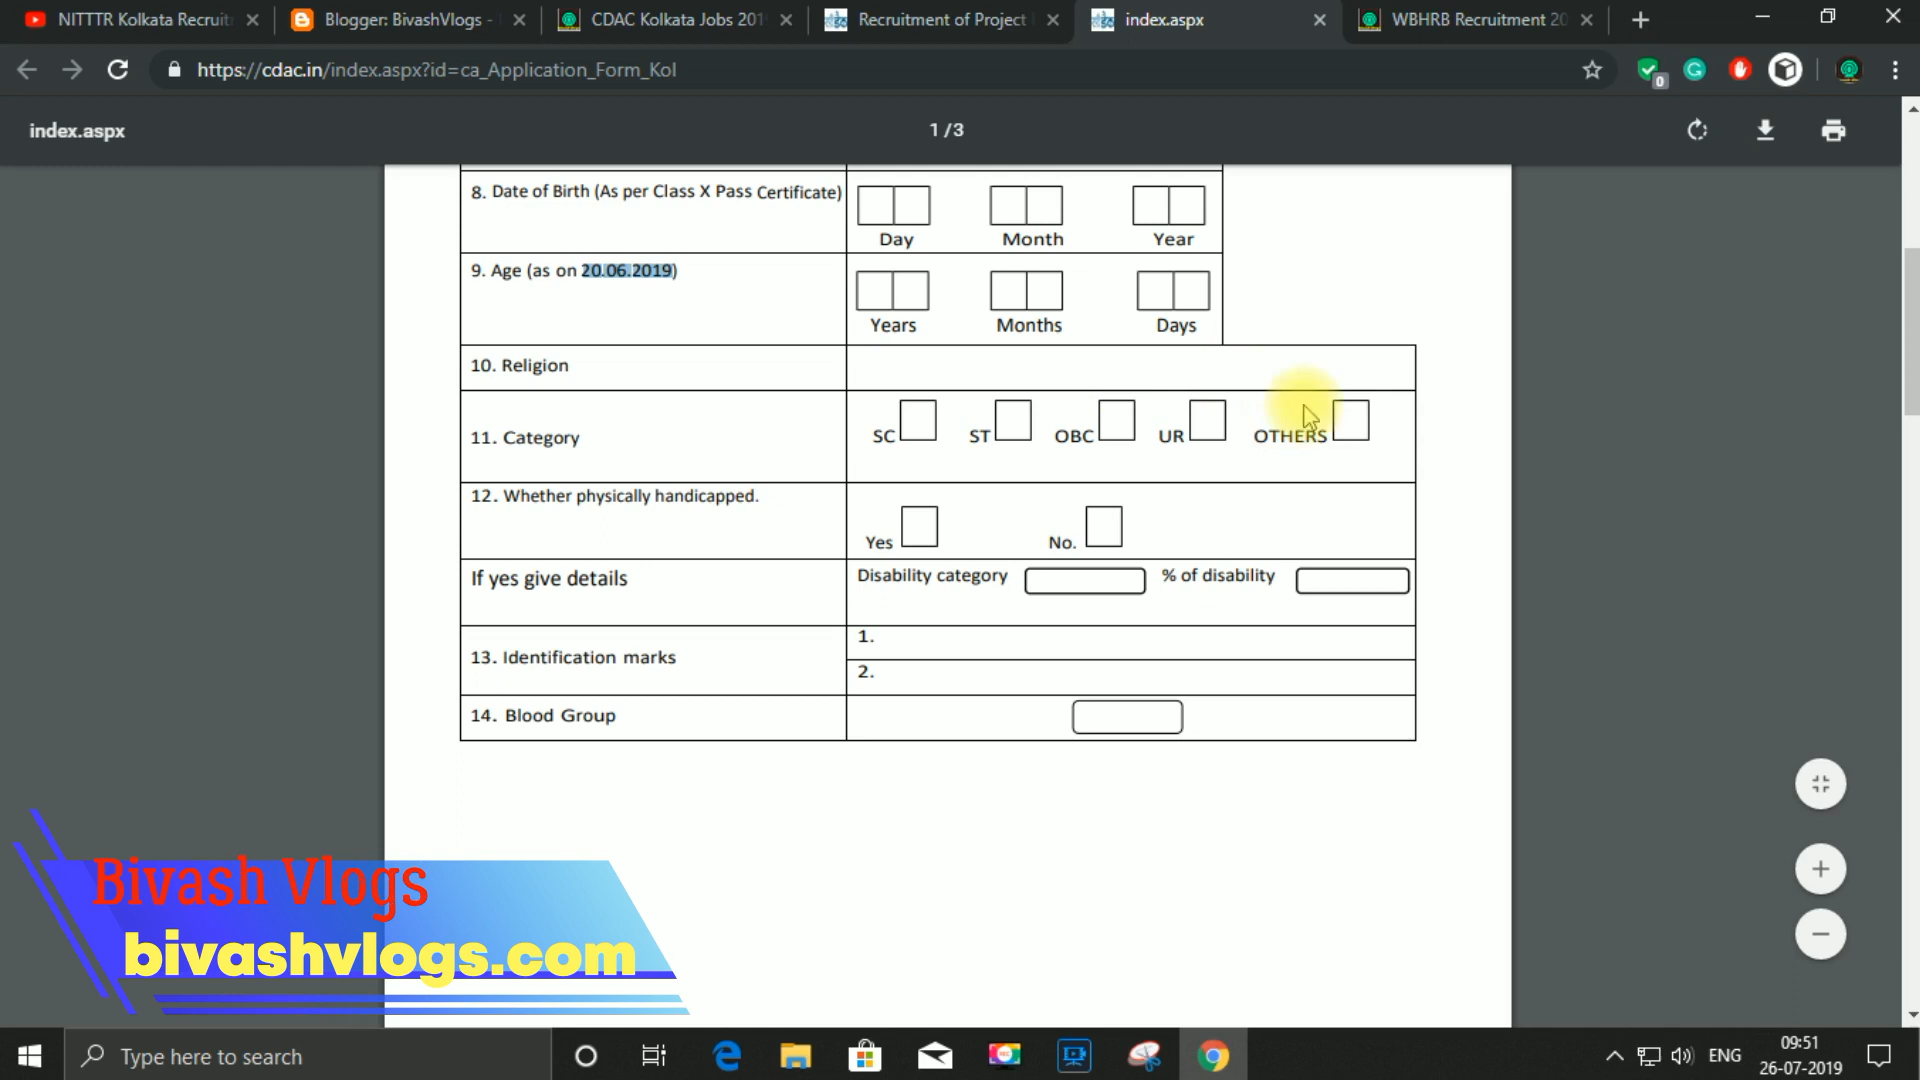 NITTTR Kolkata Recruit
Blogger: BivashVlogs -
CDAC Kolkata Jobs 201
Recruitment of Project
index.aspx
WBHRB Recruitment 20
https://cdac.in/index.aspx?id=ca_Application_Form_Kol
0
index.aspx
1 / 3
8. Date of Birth (As per Class X Pass Certificate)
Day Month Year
9. Age (as on 20.06.2019)
Years Months Days
10. Religion
11. Category
SC ST OBC UR OTHERS
12. Whether physically handicapped.
Yes No.
If yes give details
Disability category % of disability
13. Identification marks
1.
2.
14. Blood Group
Bivash Vlogs
bivashvlogs.com
Type here to search
ENG
09:51
26-07-2019